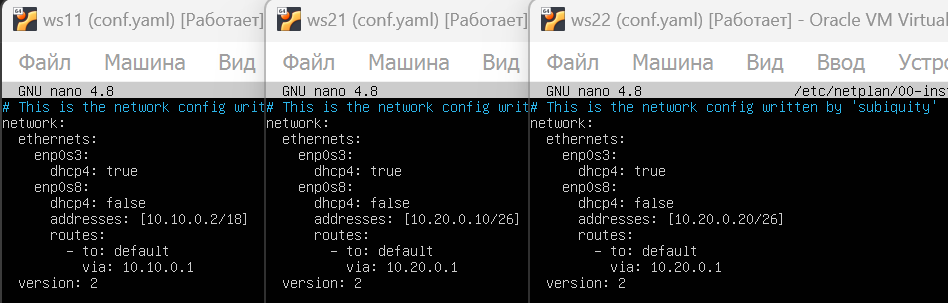 ws11 (conf.yaml) [Работает]
Файл Машина Вид
GNU nano 4.8
# This is the network config writ
network:
  ethernets:
    enp0s3:
      dhcp4: true
    enp0s8:
      dhcp4: false
      addresses: [10.10.0.2/18]
      routes:
        - to: default
          via: 10.10.0.1
  version: 2
ws21 (conf.yaml) [Работает]
Файл Машина Вид
GNU nano 4.8
# This is the network config writ
network:
  ethernets:
    enp0s3:
      dhcp4: true
    enp0s8:
      dhcp4: false
      addresses: [10.20.0.10/26]
      routes:
        - to: default
          via: 10.20.0.1
  version: 2
ws22 (conf.yaml) [Работает] - Oracle VM Virtual
Файл Машина Вид Ввод Устро
GNU nano 4.8 /etc/netplan/00-inst
# This is the network config written by 'subiquity'
network:
  ethernets:
    enp0s3:
      dhcp4: true
    enp0s8:
      dhcp4: false
      addresses: [10.20.0.20/26]
      routes:
        - to: default
          via: 10.20.0.1
  version: 2